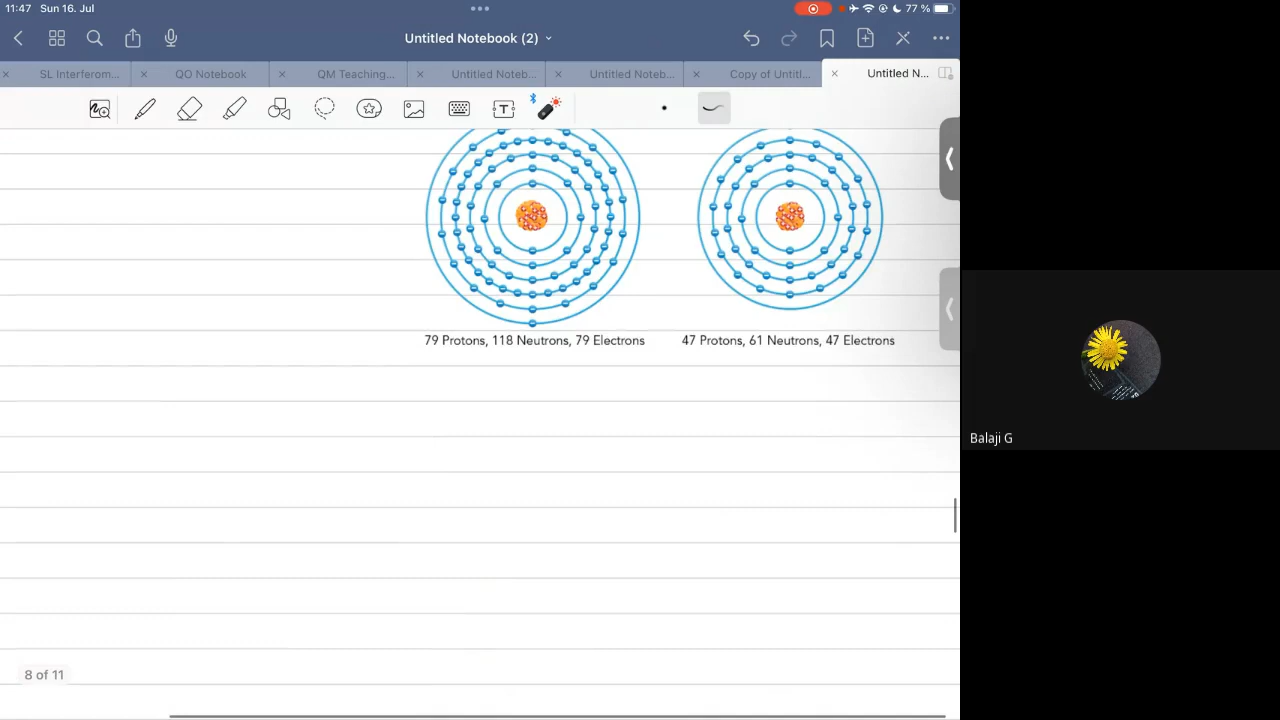 11:47 Sun 16. Jul
77 %
Untitled Notebook (2)
SL Interferom...
QO Notebook
QM Teaching...
Untitled Noteb...
Untitled Noteb...
Copy of Untitl...
Untitled N...
T
79 Protons, 118 Neutrons, 79 Electrons
47 Protons, 61 Neutrons, 47 Electrons
Balaji G
8 of 11